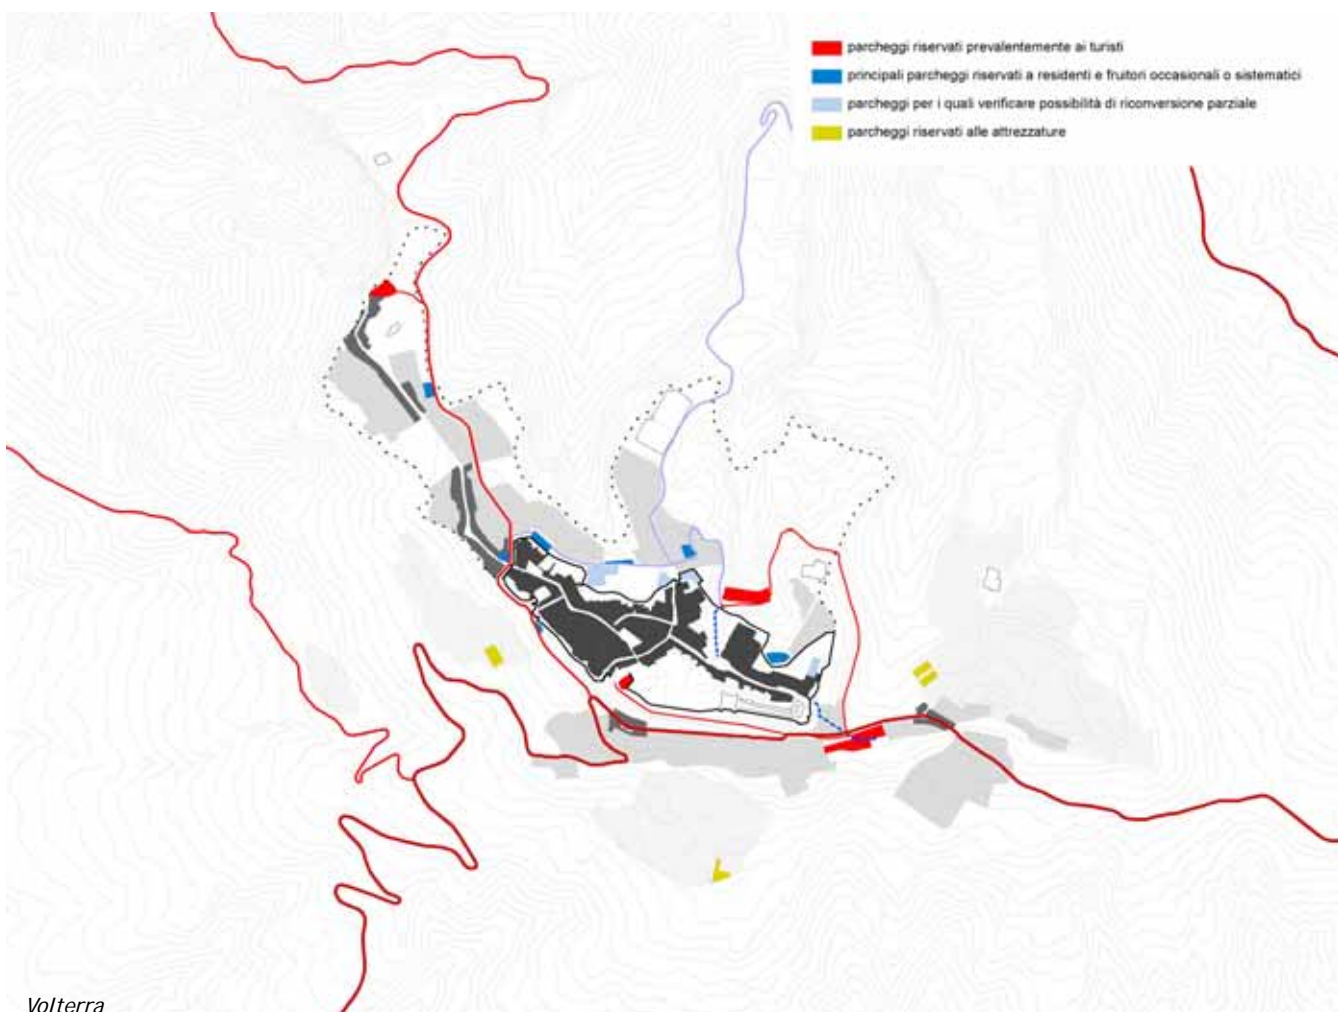 parcheggi riservati prevalentemente ai turisti
principali parcheggi riservati a residenti e fruitori occasionali o sistematici
parcheggi per i quali verificare possibilità di riconversione parziale
parcheggi riservati alle attrezzature
Volterra